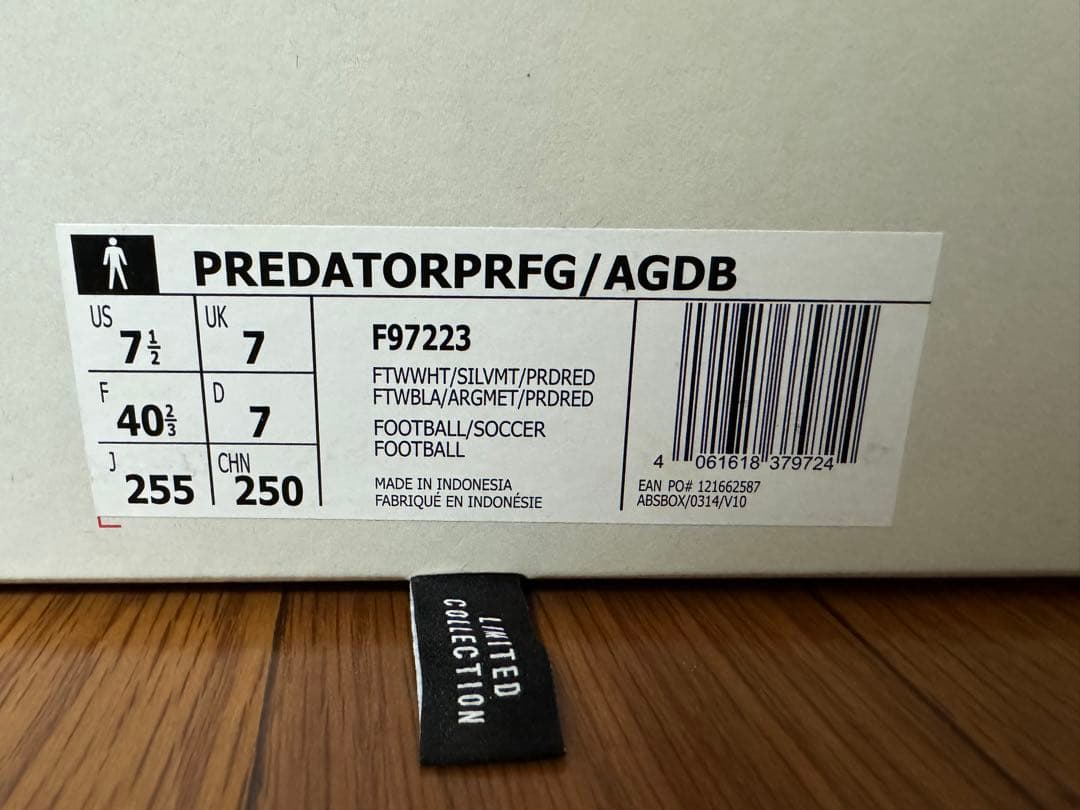 PREDATORPRFG/AGDB
US 7½
UK 7
F 40⅔
D 7
J 255
CHN 250
F97223
FTWWHT/SILVMT/PRDRED
FTWBLA/ARGMET/PRDRED
FOOTBALL/SOCCER
FOOTBALL
MADE IN INDONESIA
FABRIQUÉ EN INDONÉSIE
4 061618 379724
EAN PO# 121662587
ABSBOX/0314/V10
LIMITED
COLLECTION